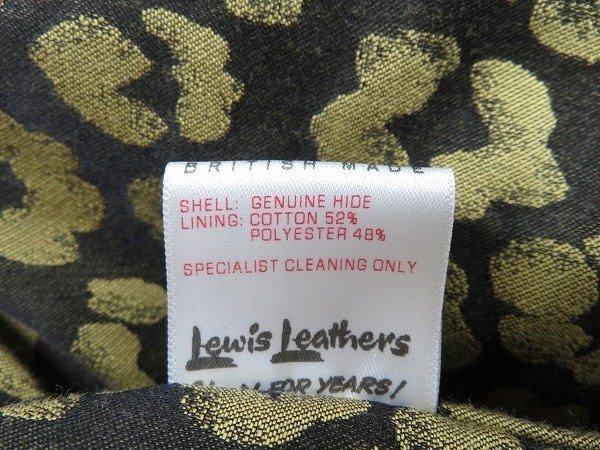 BRITISH MADE
SHELL: GENUINE HIDE
LINING: COTTON 52%
POLYESTER 48%
SPECIALIST CLEANING ONLY
Lewis Leathers
FOR YEARS!